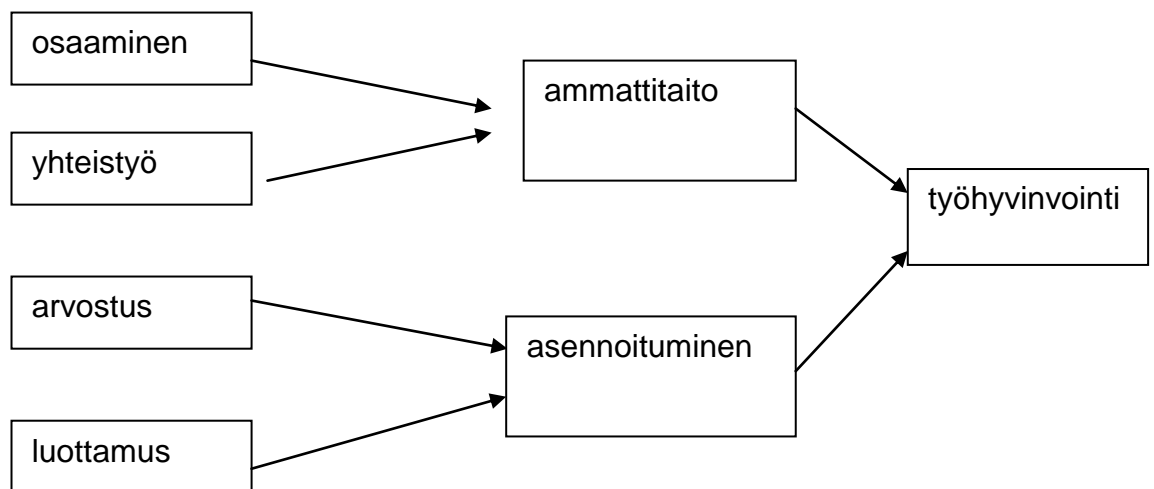 osaaminen
yhteistyö
arvostus
luottamus
ammattitaito
asennoituminen
työhyvinvointi